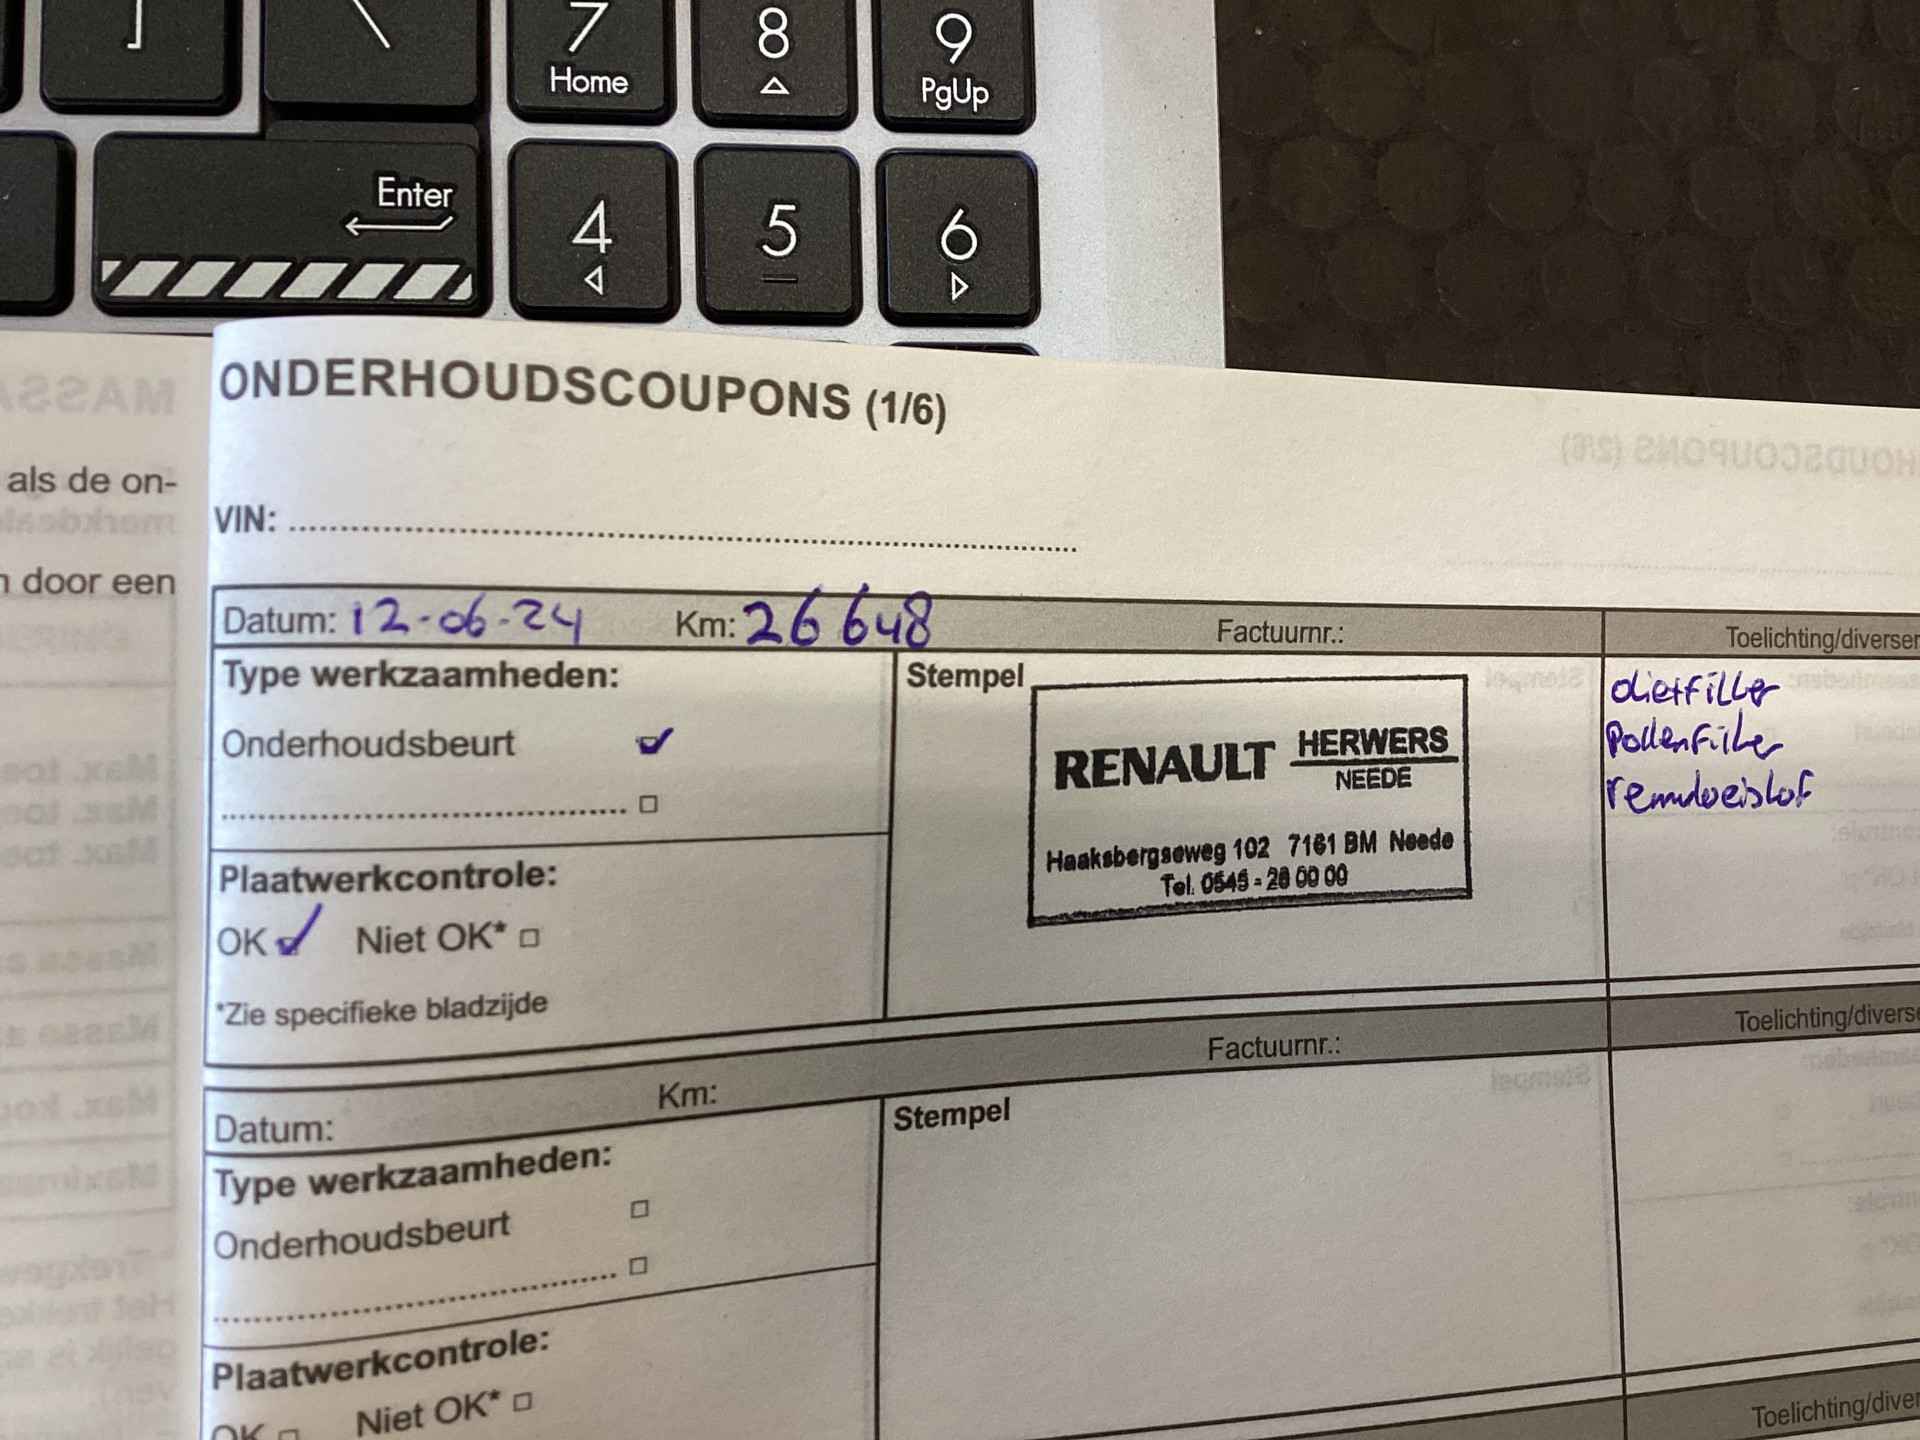 7
Home
8
9
PgUp
Enter
4
5
6
ONDERHOUDSCOUPONS (1/6)
als de on-
VIN:
n door een
Datum: 12-06-24 Km: 26 648 Factuurnr.: Toelichting/diversen
Type werkzaamheden:
Onderhoudsbeurt
Stempel
RENAULT HERWERS
NEEDE
Haaksbergseweg 102 7161 BM Neede
Tel. 0545 - 28 00 00
oliefilter
Pollenfilter
remvloeistof
Plaatwerkcontrole:
OK Niet OK*
*Zie specifieke bladzijde
Datum: Km: Factuurnr.: Toelichting/diverse
Type werkzaamheden:
Stempel
Onderhoudsbeurt
Plaatwerkcontrole:
OK Niet OK*
Toelichting/diver